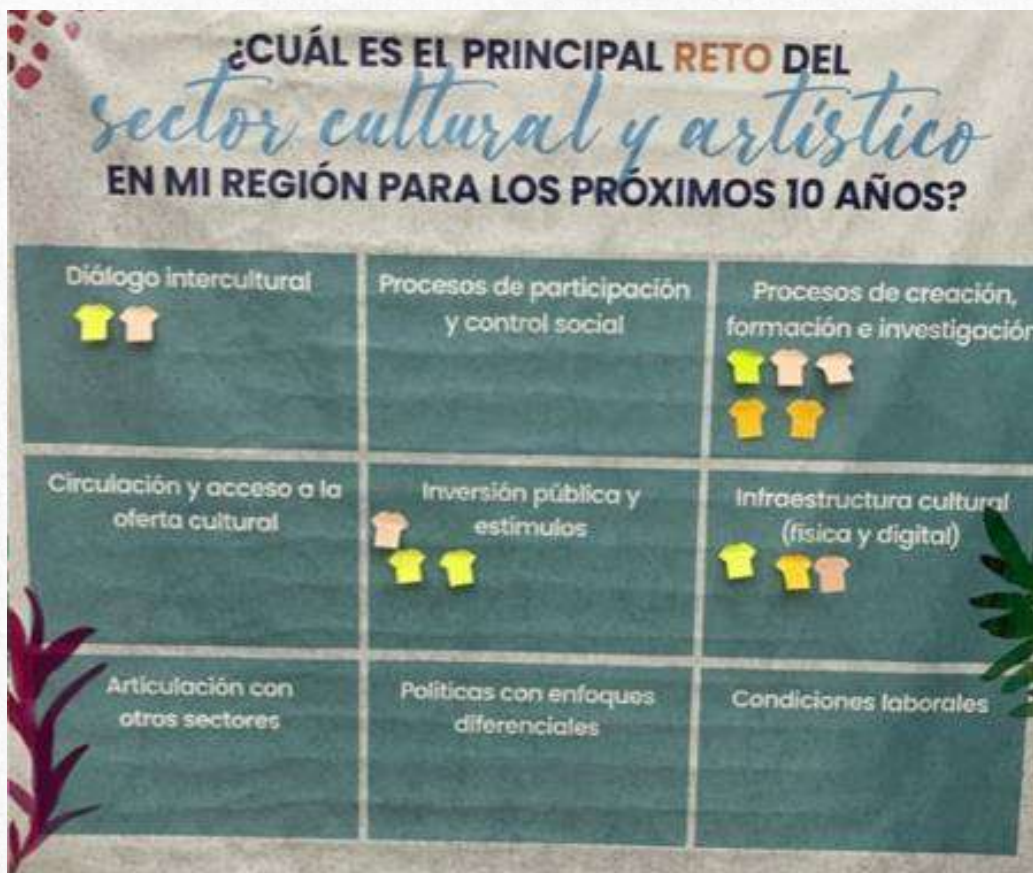 ¿CUÁL ES EL PRINCIPAL RETO DEL
sector cultural y artístico
EN MI REGIÓN PARA LOS PRÓXIMOS 10 AÑOS?
Diálogo intercultural
Procesos de participación
y control social
Procesos de creación,
formación e investigación
Circulación y acceso a la
oferta cultural
Inversión pública y
estímulos
Infraestructura cultural
(física y digital)
Articulación con
otros sectores
Políticas con enfoques
diferenciales
Condiciones laborales